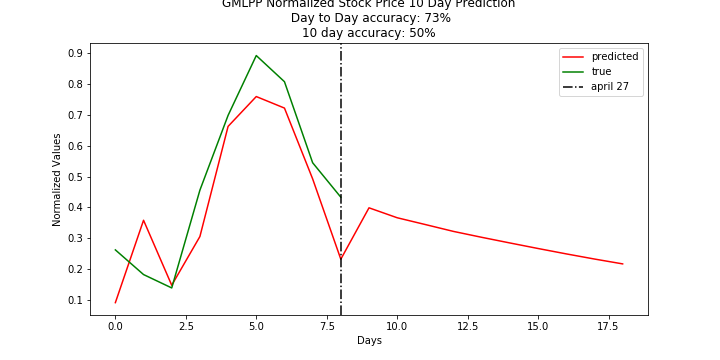 GMLPP Normalized Stock Price 10 Day Prediction
Day to Day accuracy: 73%
10 day accuracy: 50%
predicted
true
april 27
Normalized Values
0.9
0.8
0.7
0.6
0.5
0.4
0.3
0.2
0.1
0.0
2.5
5.0
7.5
10.0
12.5
15.0
17.5
Days